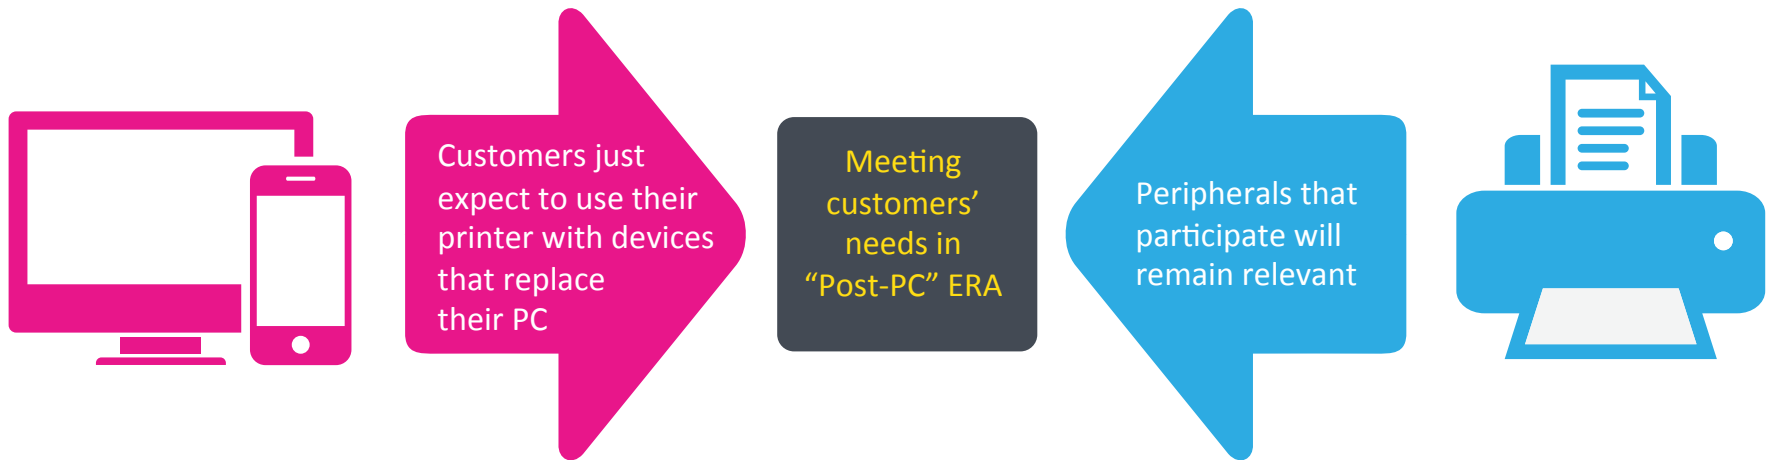 Customers just
expect to use their
printer with devices
that replace
their PC
Meeting
customers’
needs in
“Post-PC” ERA
Peripherals that
participate will
remain relevant